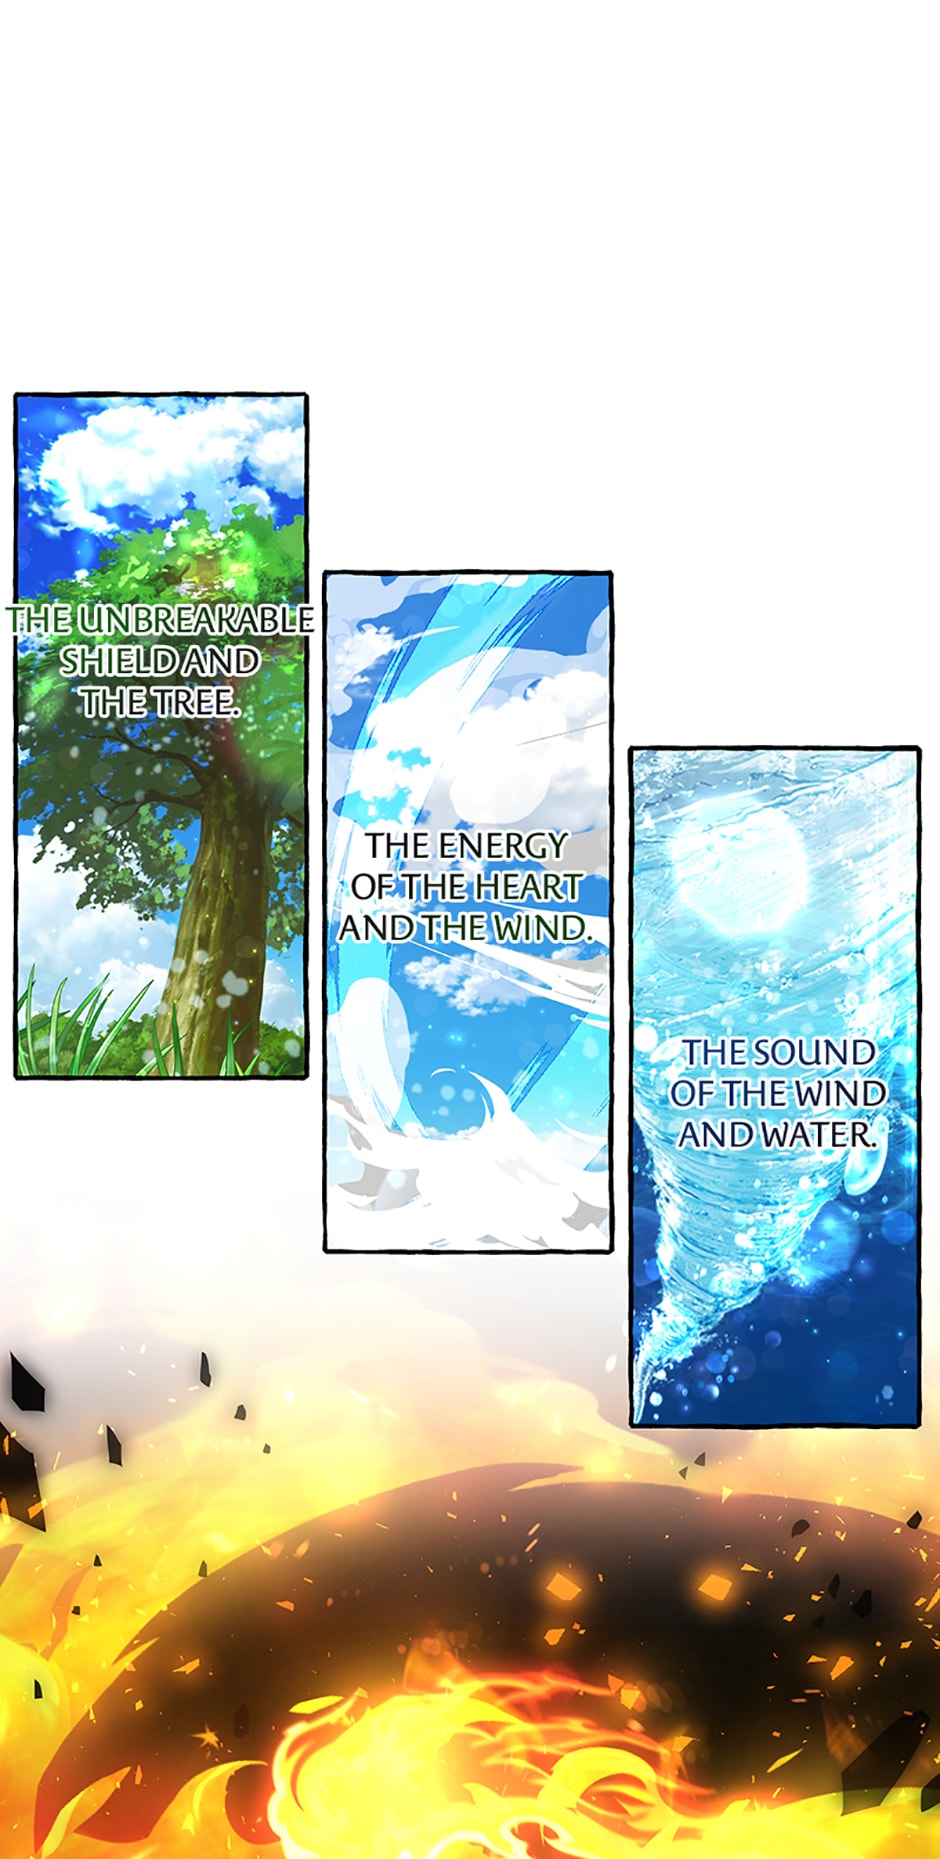 THE UNBREAKABLE
SHIELD AND
THE TREE.
THE ENERGY
OF THE HEART
AND THE WIND.
THE SOUND
OF THE WIND
AND WATER.